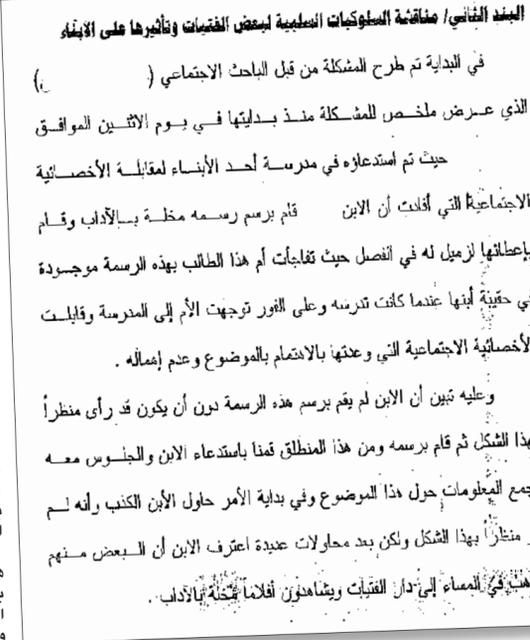 البند الثاني/ مناقشة السلوكيات السلبية لبعض الفتيات وتأثيرها على الابناء
في البداية تم طرح المشكلة من قبل الباحث الاجتماعي ( )
الذي عرض ملخص للمشكلة منذ بدايتها في يوم الاثنين الموافق
حيث تم استدعاؤه في مدرسة أحد الأبناء لمقابلة الأخصائية
الاجتماعية التي أفادت أن الابن قام برسم رسمه مخلة بالآداب وقام
بإعطائها لزميل له في الفصل حيث تفاجأت أم هذا الطالب بهذه الرسمة موجودة
في حقيبة أبنها عندما كانت تدرسه وعلى الفور توجهت الأم إلى المدرسة وقابلت
الأخصائية الاجتماعية التي وعدتها بالاهتمام بالموضوع وعدم إهماله .
وعليه تبين أن الابن لم يقم برسم هذه الرسمة دون أن يكون قد رأى منظراً
بهذا الشكل ثم قام برسمه ومن هذا المنطلق قمنا باستدعاء الابن والجلوس معه
جمع المعلومات حول هذا الموضوع وفي بداية الأمر حاول الأبن الكذب وأنه لم
منظراً بهذا الشكل ولكن بعد محاولات عديدة اعترف الابن أن البعض منهم
في المساء إلى دار الفتيات ويشاهدون أفلاماً مخلة بالآداب .